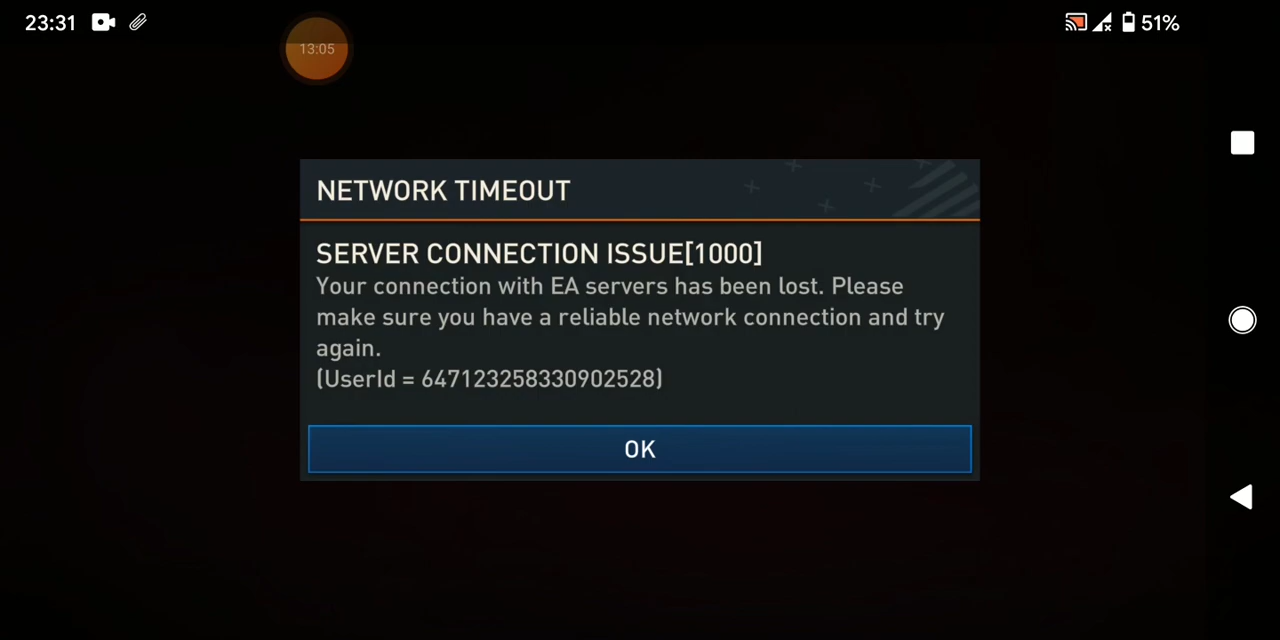 23:31
51%
13:05
NETWORK TIMEOUT
SERVER CONNECTION ISSUE[1000]
Your connection with EA servers has been lost. Please
make sure you have a reliable network connection and try
again.
(UserId = 647123258330902528)
OK